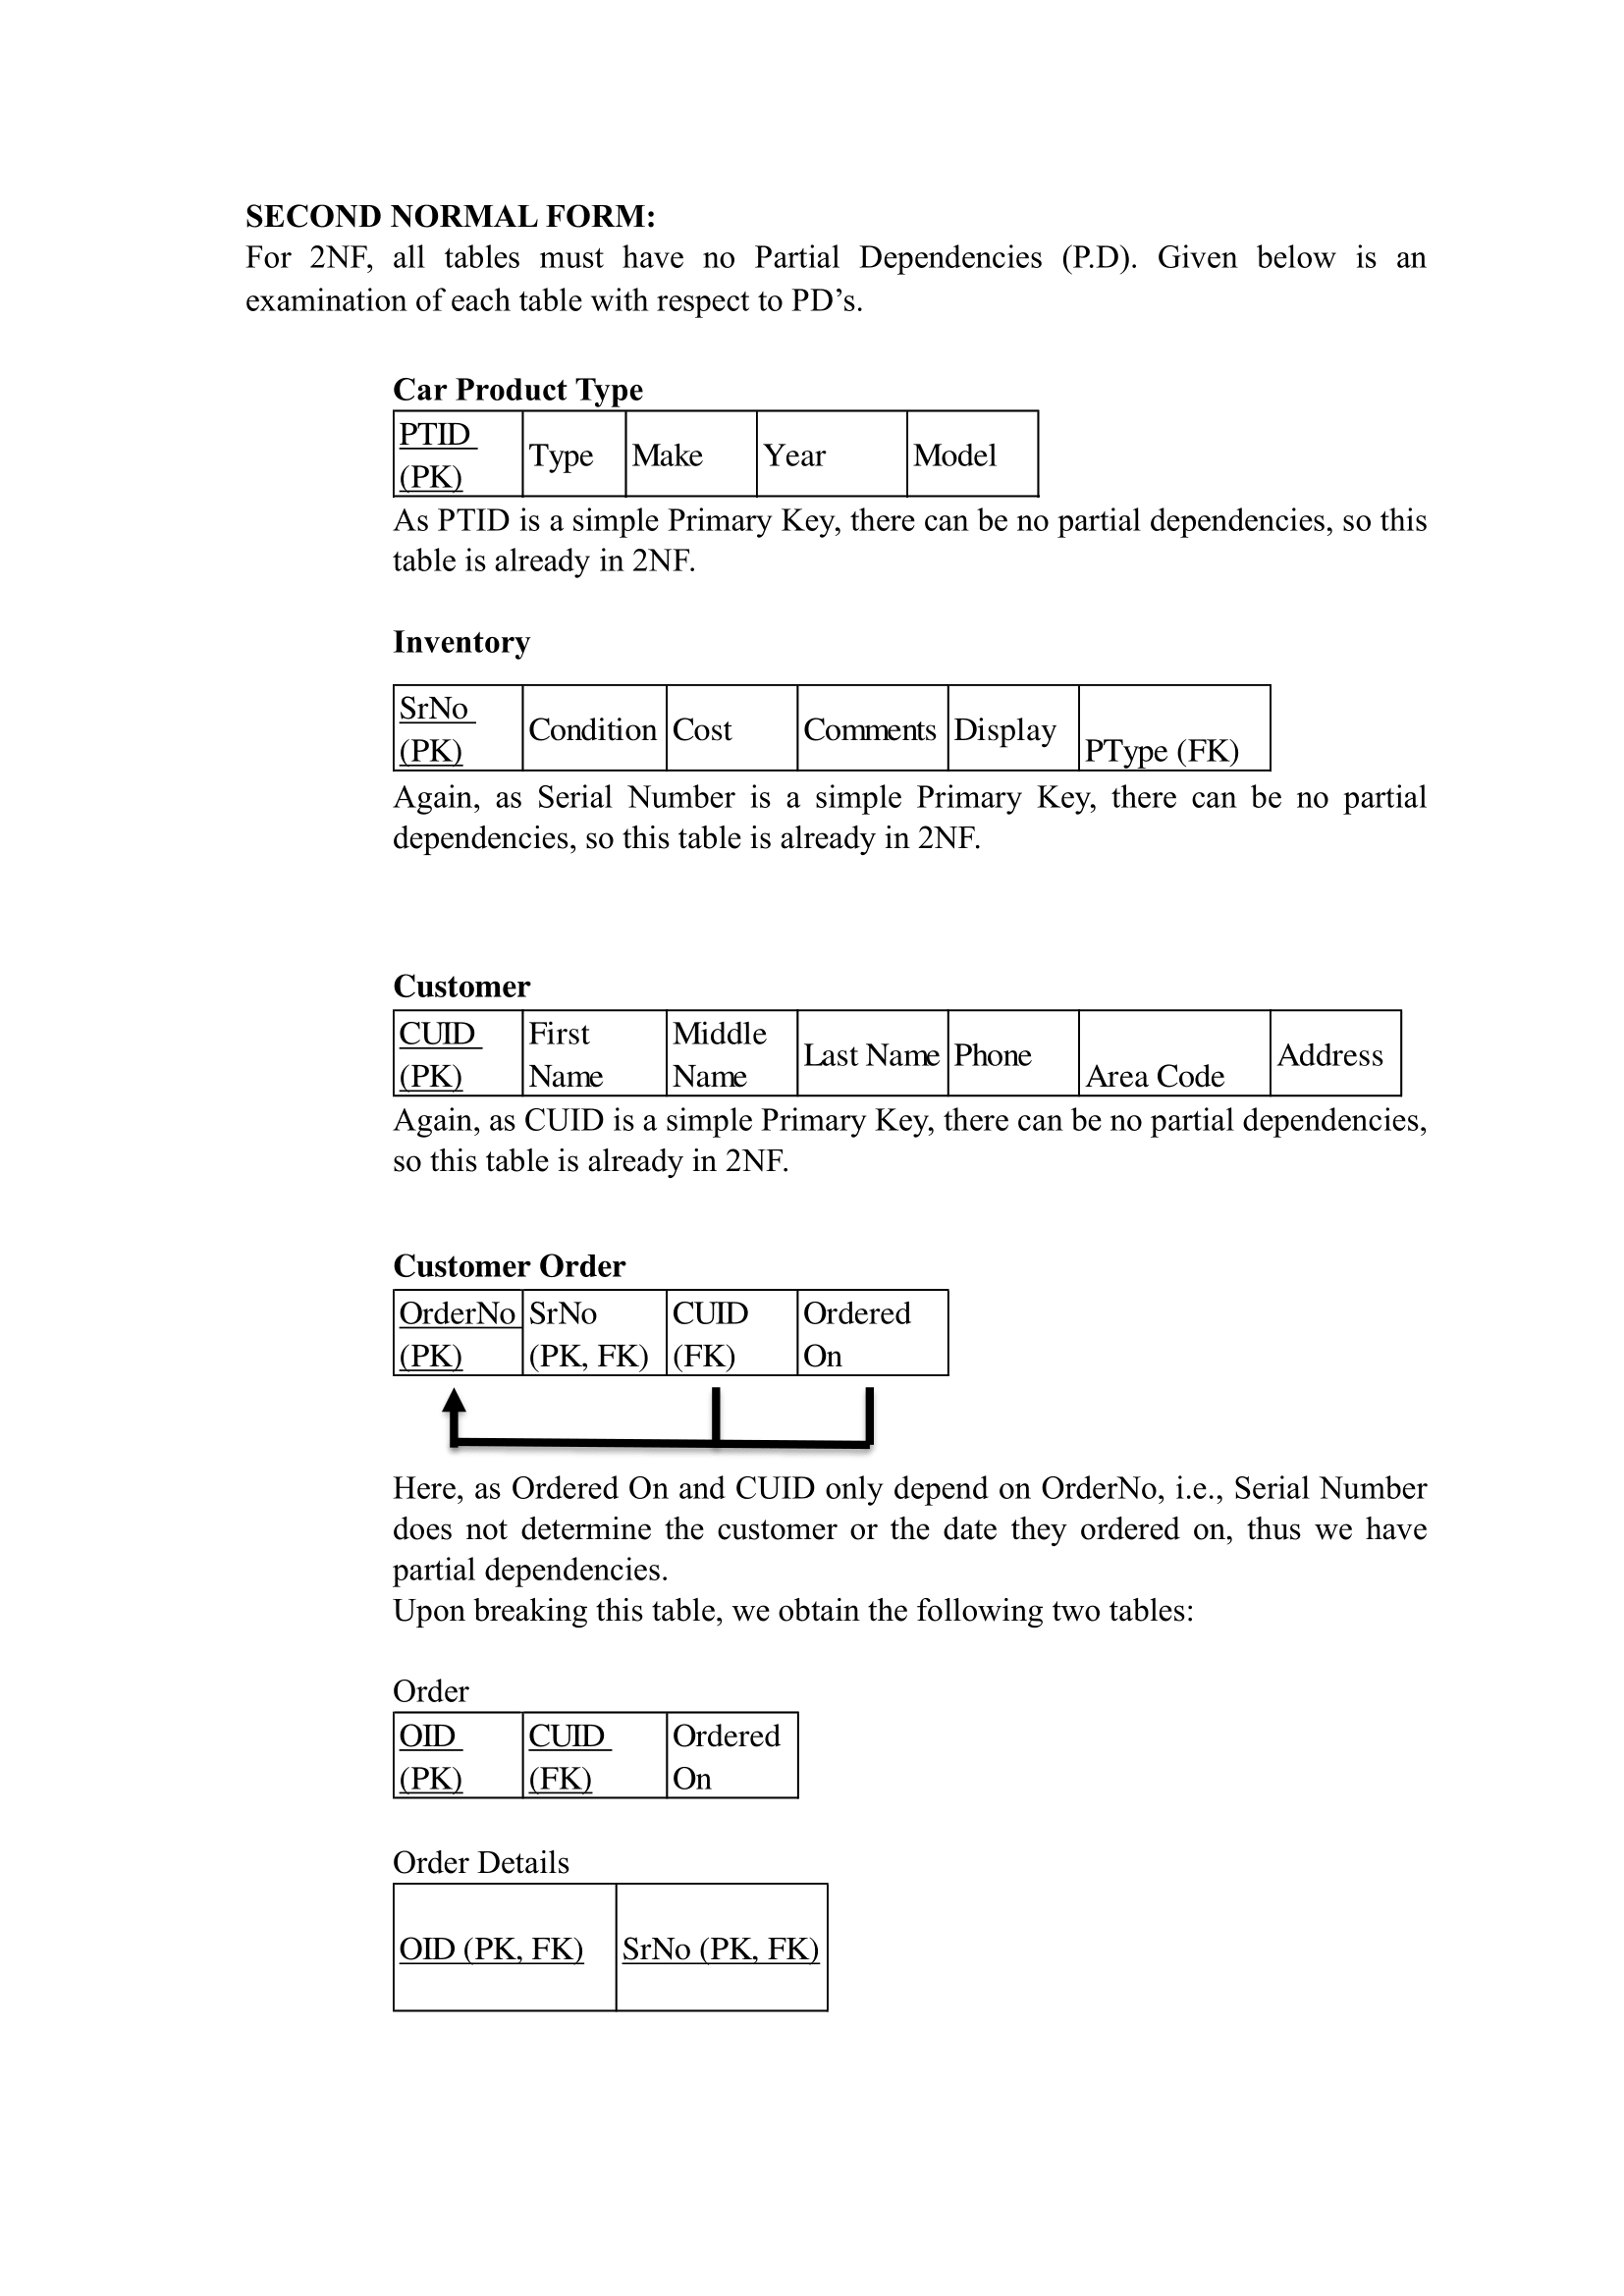 SECOND NORMAL FORM:
For 2NF, all tables must have no Partial Dependencies (P.D). Given below is an
examination of each table with respect to PD’s.
Car Product Type
PTID
(PK)
Type
Make
Year
Model
As PTID is a simple Primary Key, there can be no partial dependencies, so this
table is already in 2NF.
Inventory
SrNo
(PK)
Condition
Cost
Comments
Display
PType (FK)
Again, as Serial Number is a simple Primary Key, there can be no partial
dependencies, so this table is already in 2NF.
Customer
CUID
(PK)
First
Name
Middle
Name
Last Name
Phone
Area Code
Address
Again, as CUID is a simple Primary Key, there can be no partial dependencies,
so this table is already in 2NF.
Customer Order
OrderNo
(PK)
SrNo
(PK, FK)
CUID
(FK)
Ordered
On
Here, as Ordered On and CUID only depend on OrderNo, i.e., Serial Number
does not determine the customer or the date they ordered on, thus we have
partial dependencies.
Upon breaking this table, we obtain the following two tables:
Order
OID
(PK)
CUID
(FK)
Ordered
On
Order Details
OID (PK, FK)
SrNo (PK, FK)